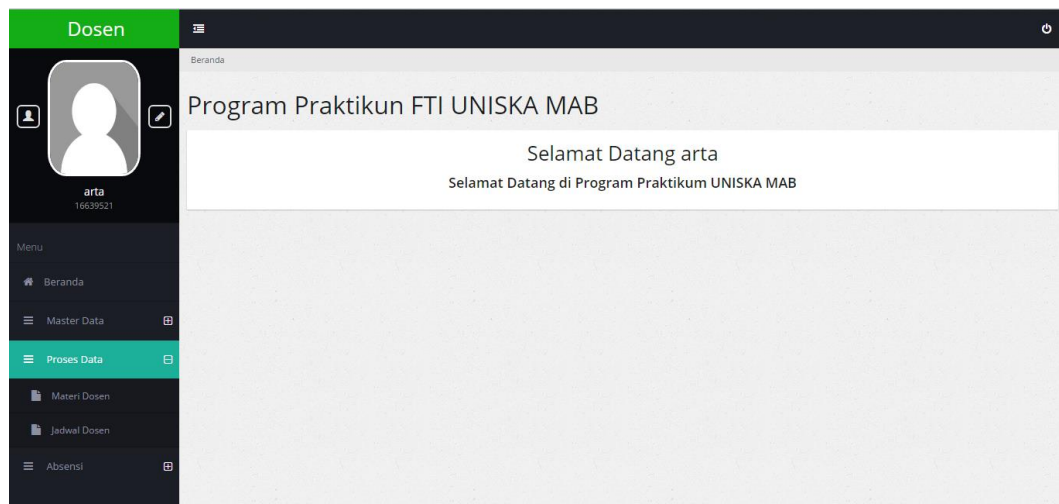 Dosen
arta
16639521
Menu
Beranda
Master Data
Proses Data
Materi Dosen
Jadwal Dosen
Absensi
Beranda
Program Praktikun FTI UNISKA MAB
Selamat Datang arta
Selamat Datang di Program Praktikum UNISKA MAB